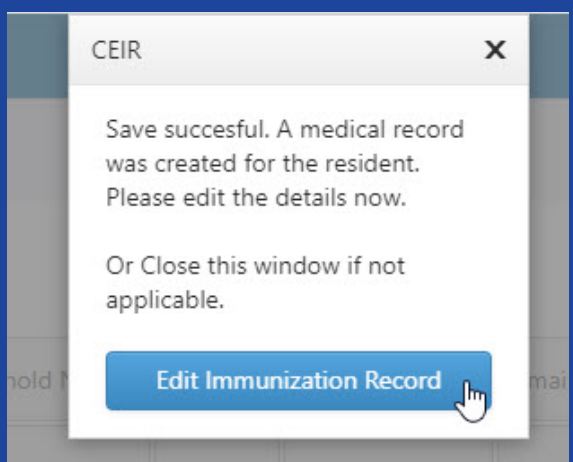 CEIR
Save succesful. A medical record
was created for the resident.
Please edit the details now.
Or Close this window if not
applicable.
Edit Immunization Record